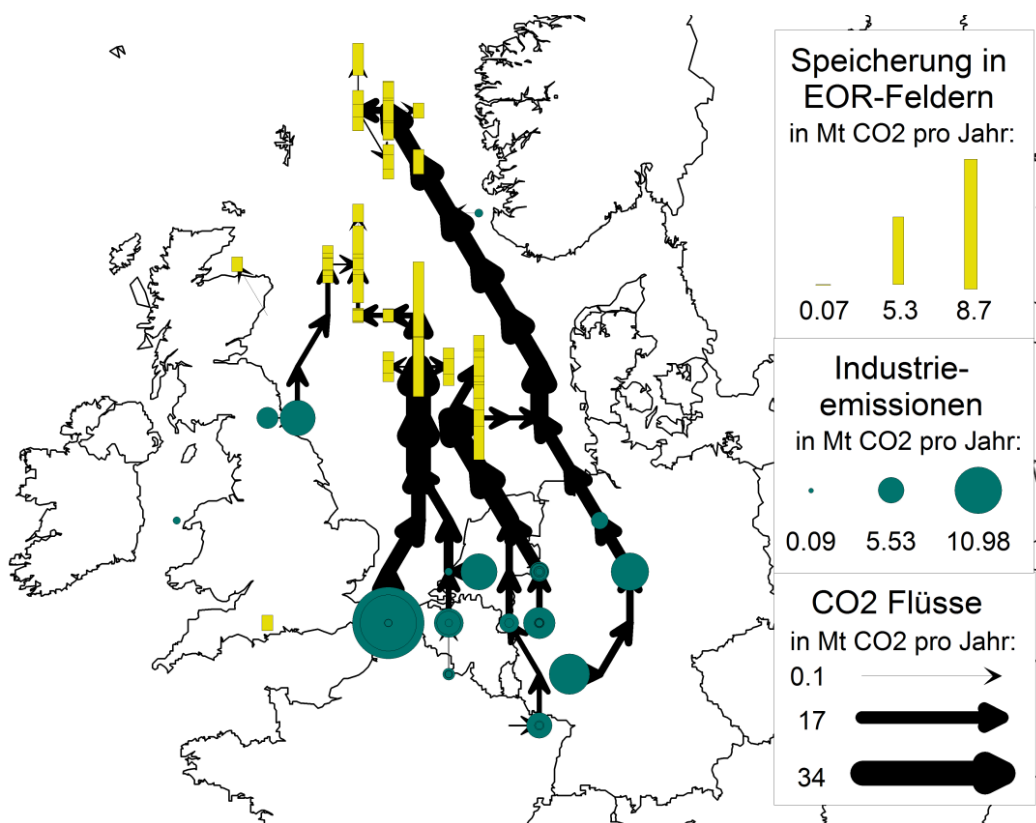 Speicherung in
EOR-Feldern
in Mt CO2 pro Jahr:
0.07 5.3 8.7
Industrie-
emissionen
in Mt CO2 pro Jahr:
0.09 5.53 10.98
CO2 Flüsse
in Mt CO2 pro Jahr:
0.1
17
34